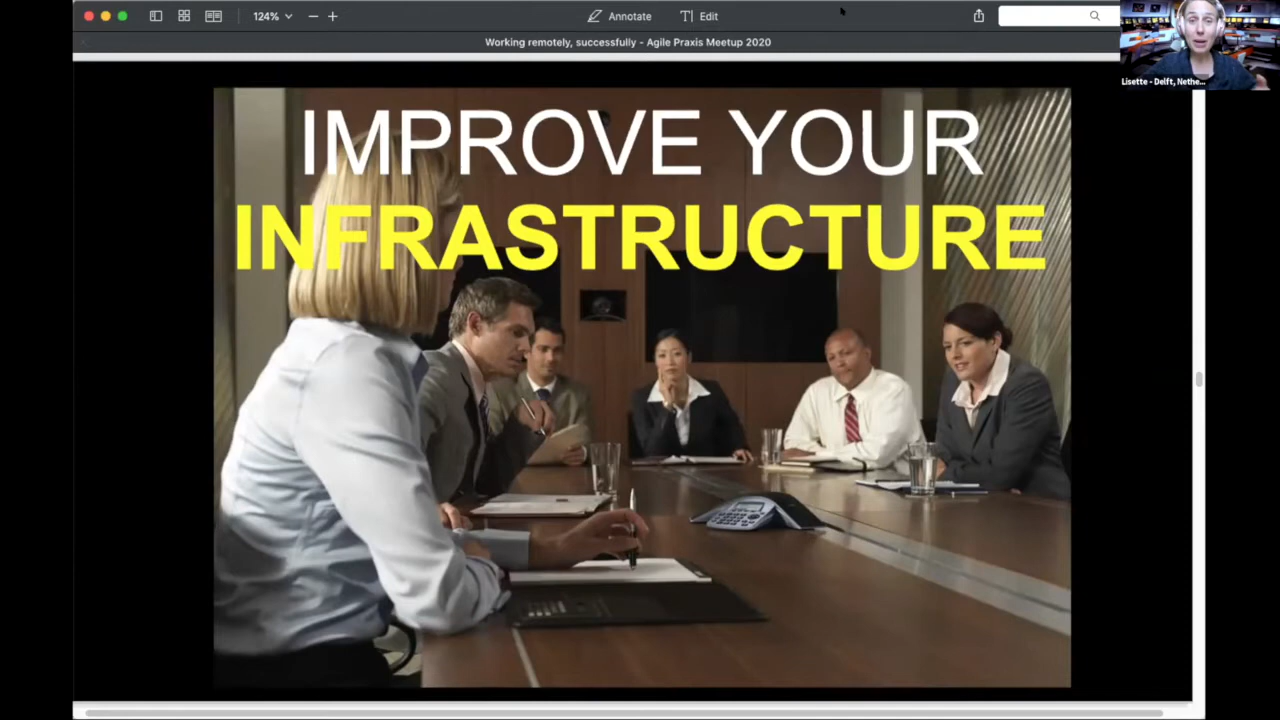 124%
Annotate
Edit
Working remotely, successfully - Agile Praxis Meetup 2020
Lisette - Delft, Nethe...
IMPROVE YOUR
INFRASTRUCTURE